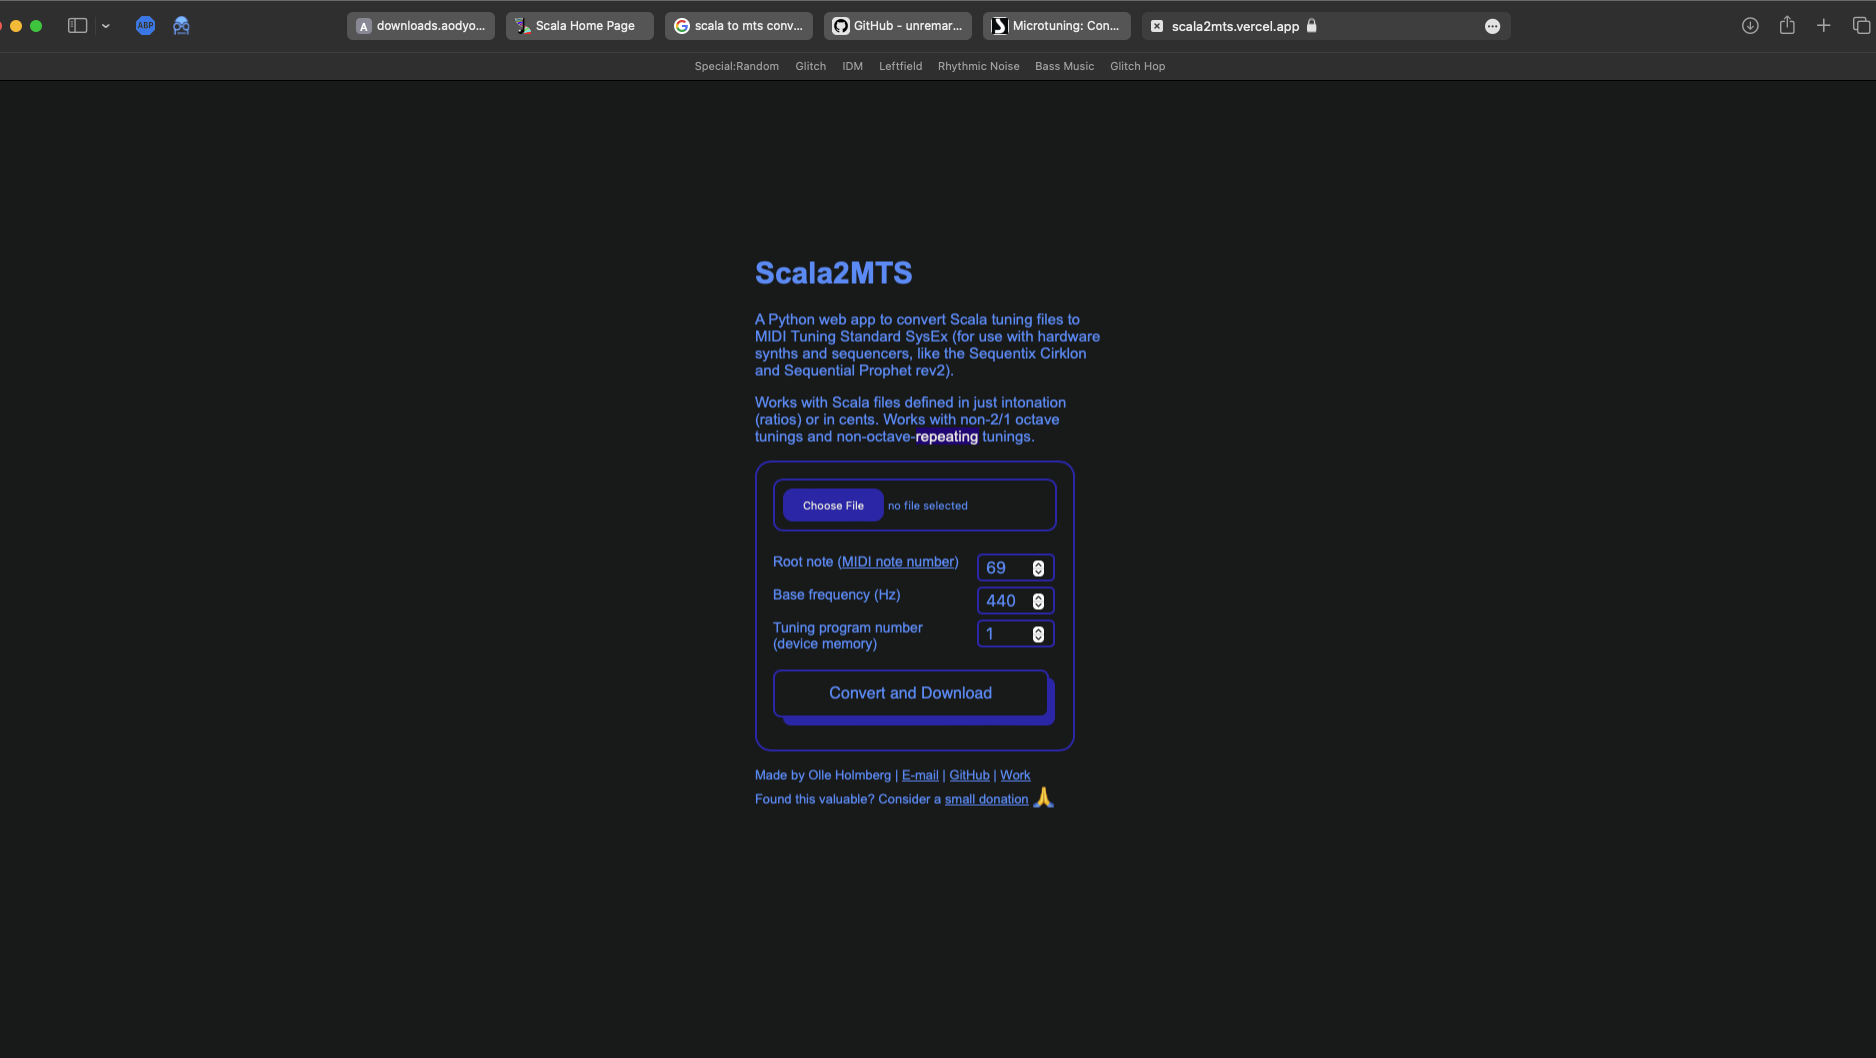 ABP
A downloads.aodyo...
Scala Home Page
G scala to mts conv...
GitHub - unremar...
Microtuning: Con...
scala2mts.vercel.app
Special:Random Glitch IDM Leftfield Rhythmic Noise Bass Music Glitch Hop
Scala2MTS
A Python web app to convert Scala tuning files to
MIDI Tuning Standard SysEx (for use with hardware
synths and sequencers, like the Sequentix Cirklon
and Sequential Prophet rev2).
Works with Scala files defined in just intonation
(ratios) or in cents. Works with non-2/1 octave
tunings and non-octave-repeating tunings.
Choose File no file selected
Root note (MIDI note number) 69
Base frequency (Hz) 440
Tuning program number 1
(device memory)
Convert and Download
Made by Olle Holmberg | E-mail | GitHub | Work
Found this valuable? Consider a small donation 🙏